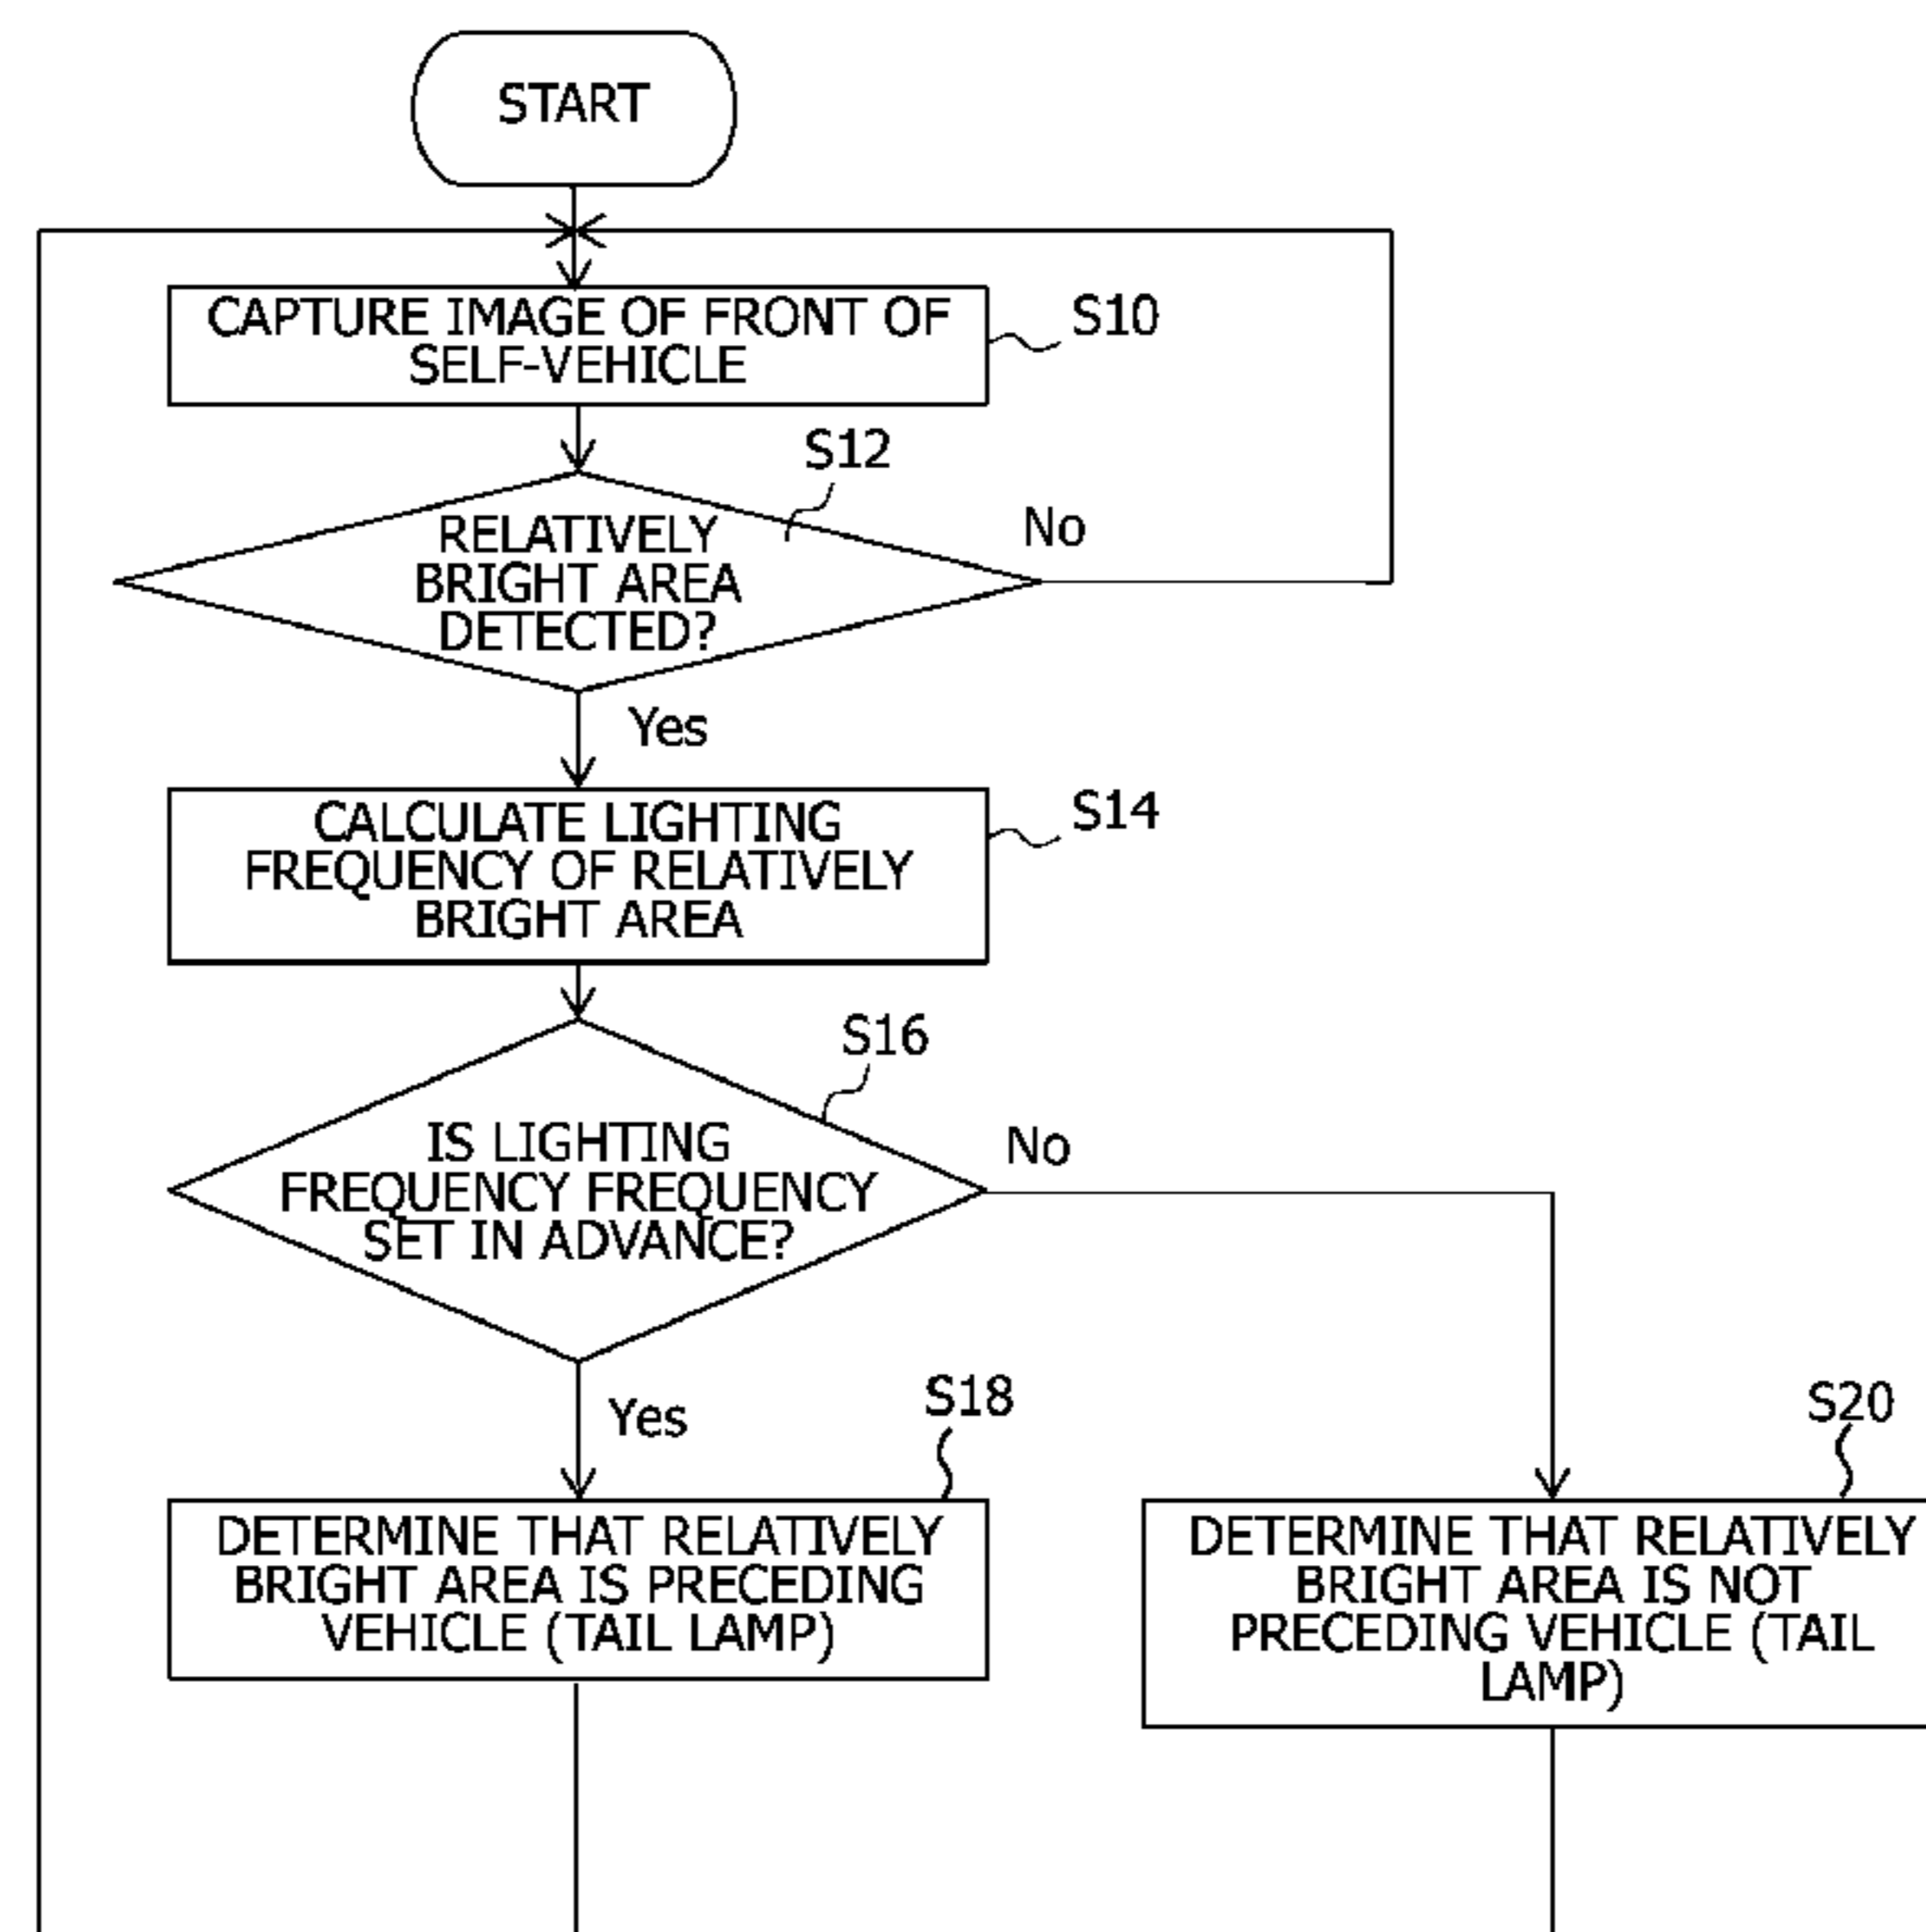 START
CAPTURE IMAGE OF FRONT OF
SELF-VEHICLE
S10
S12
RELATIVELY
BRIGHT AREA
DETECTED?
No
Yes
CALCULATE LIGHTING
FREQUENCY OF RELATIVELY
BRIGHT AREA
S14
S16
IS LIGHTING
FREQUENCY FREQUENCY
SET IN ADVANCE?
No
Yes
S18
DETERMINE THAT RELATIVELY
BRIGHT AREA IS PRECEDING
VEHICLE (TAIL LAMP)
S20
DETERMINE THAT RELATIVELY
BRIGHT AREA IS NOT
PRECEDING VEHICLE (TAIL
LAMP)